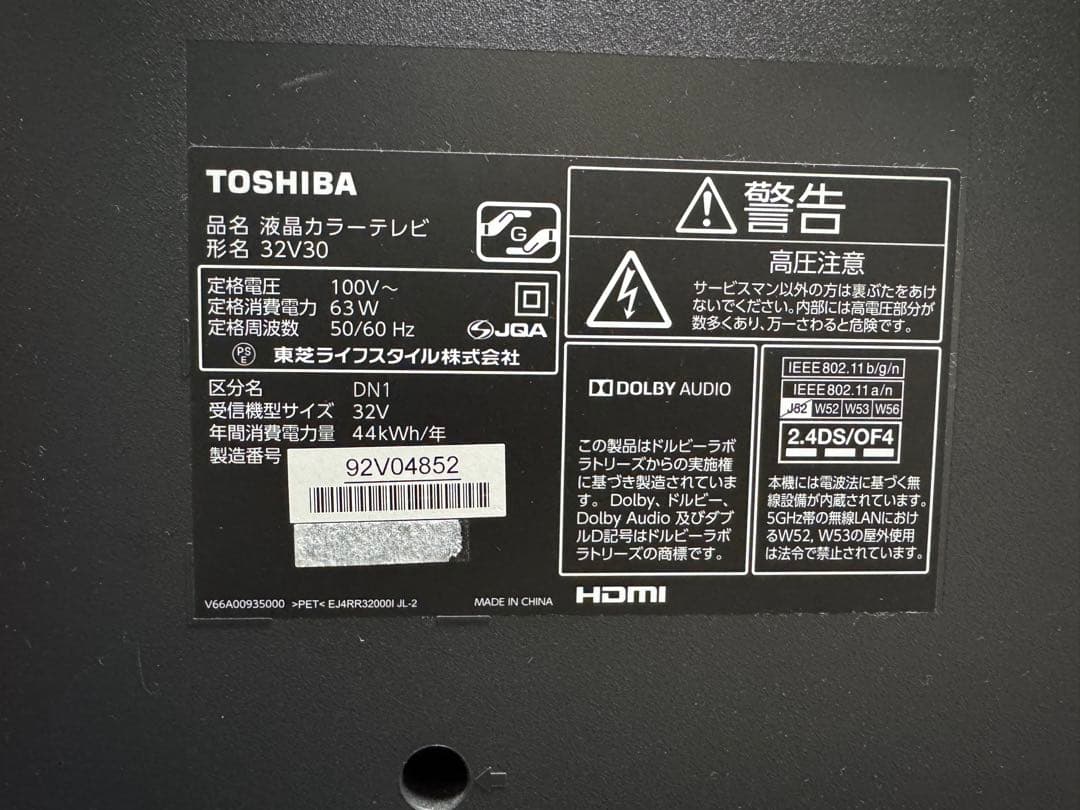 TOSHIBA
品名 液晶カラーテレビ
形名 32V30
G
定格電圧 100V～
定格消費電力 63W
定格周波数 50/60 Hz
JQA
PSE 東芝ライフスタイル株式会社
区分名 DN1
受信機型サイズ 32V
年間消費電力量 44kWh/年
製造番号 92V04852
V66A00935000 >PET< EJ4RR32000I JL-2 MADE IN CHINA
警告
高圧注意
サービスマン以外の方は裏ぶたをあけ
ないでください。内部には高電圧部分が
数多くあり、万一さわると危険です。
DOLBY AUDIO
この製品はドルビーラボ
ラトリーズからの実施権
に基づき製造されていま
す。Dolby、ドルビー、
Dolby Audio 及びダブ
ルD記号はドルビーラボ
ラトリーズの商標です。
HDMI
IEEE802.11b/g/n
IEEE802.11a/n
J52 W52 W53 W56
2.4DS/OF4
本機には電波法に基づく無
線設備が内蔵されています。
5GHz帯の無線LANにおけ
るW52, W53の屋外使用
は法令で禁止されています。